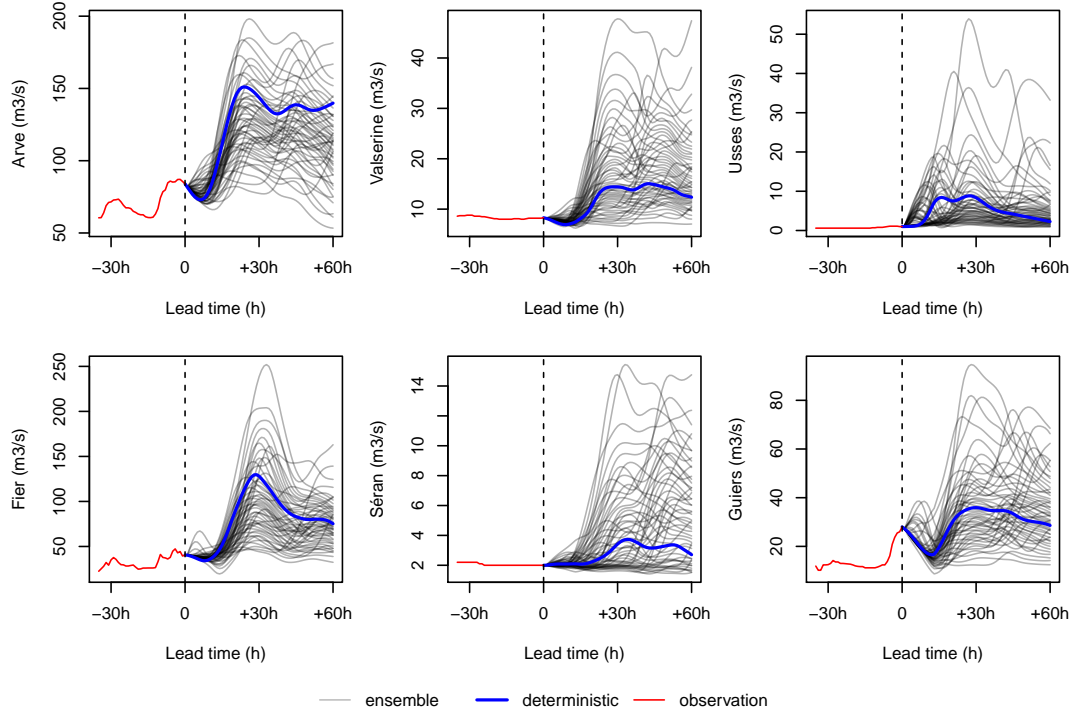 Arve (m3/s)
50 100 150 200
−30h 0 +30h +60h
Lead time (h)
Valserine (m3/s)
10 20 30 40
−30h 0 +30h +60h
Lead time (h)
Usses (m3/s)
0 10 20 30 40 50
−30h 0 +30h +60h
Lead time (h)
Fier (m3/s)
50 100 150 200 250
−30h 0 +30h +60h
Lead time (h)
Séran (m3/s)
2 4 6 8 10 14
−30h 0 +30h +60h
Lead time (h)
Guiers (m3/s)
20 40 60 80
−30h 0 +30h +60h
Lead time (h)
ensemble deterministic observation